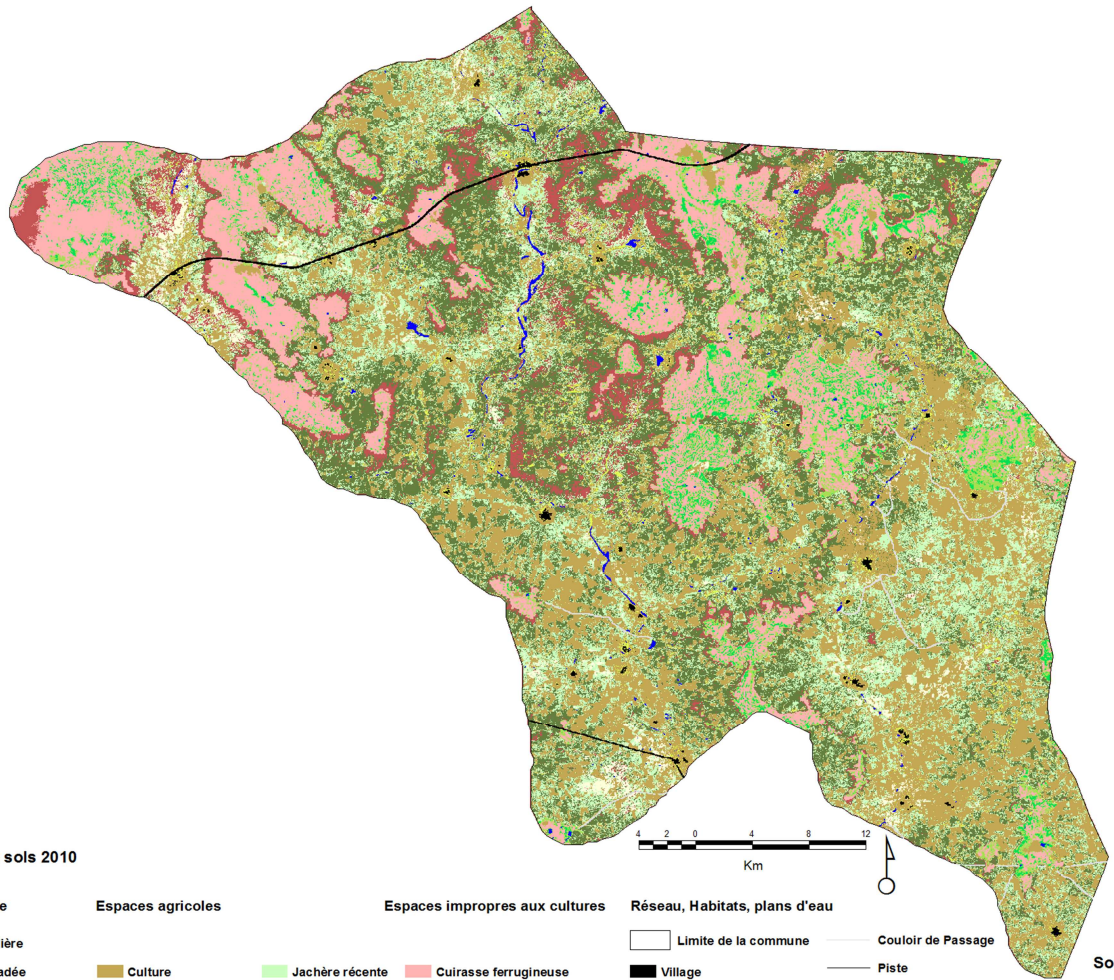 4 2 0 4 8 12
Km
sols 2010
e Espaces agricoles Espaces impropres aux cultures Réseau, Habitats, plans d'eau
ière Limite de la commune Couloir de Passage
adée Culture Jachère récente Cuirasse ferrugineuse Village Piste
So